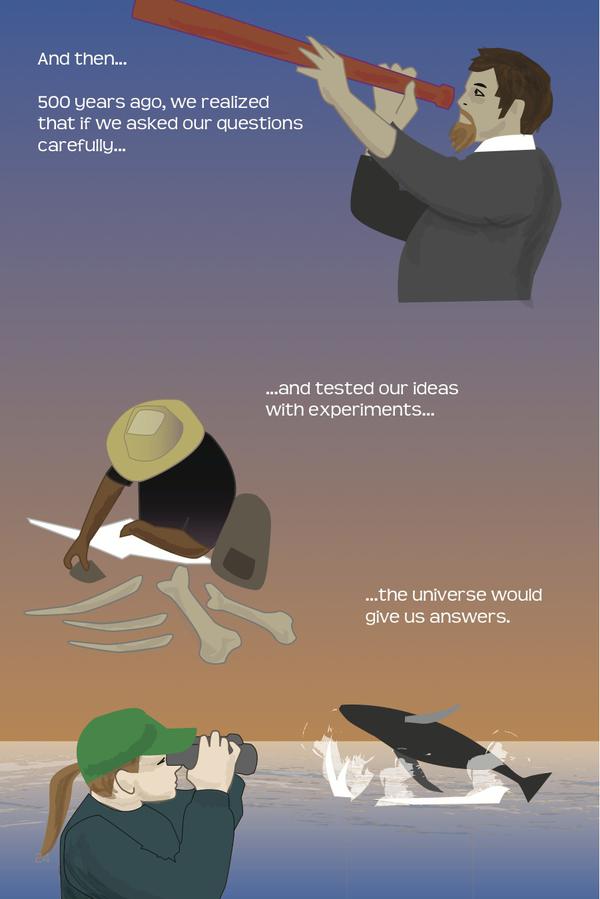 And then...
500 years ago, we realized
that if we asked our questions
carefully...
...and tested our ideas
with experiments...
...the universe would
give us answers.